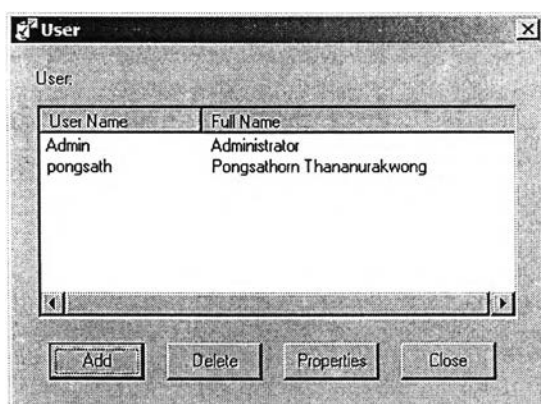 User
User:
User Name Full Name
Admin Administrator
pongsath Pongsathorn Thananurakwong
Add Delete Properties Close